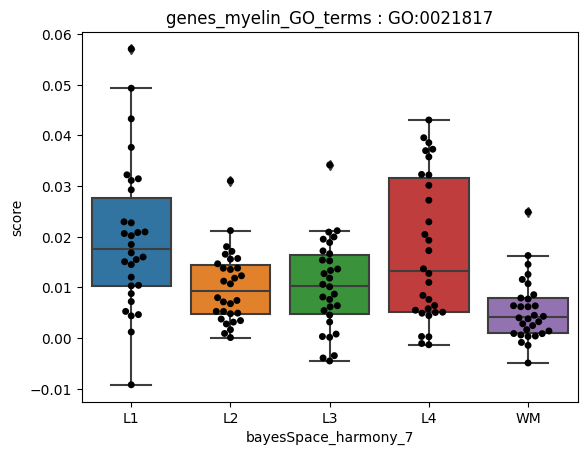 genes_myelin_GO_terms : GO:0021817
0.06
0.05
0.04
0.03
0.02
0.01
0.00
−0.01
score
L1 L2 L3 L4 WM
bayesSpace_harmony_7